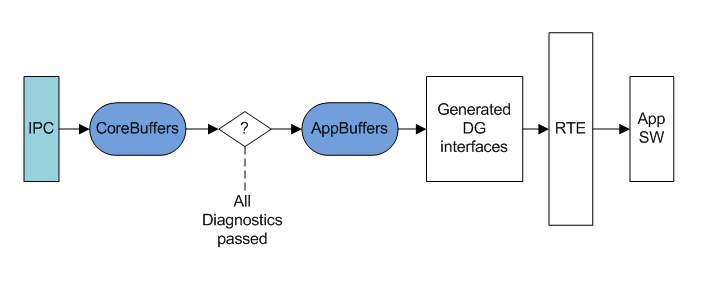 IPC
CoreBuffers
?
AppBuffers
Generated
DG
interfaces
RTE
App
SW
All
Diagnostics
passed